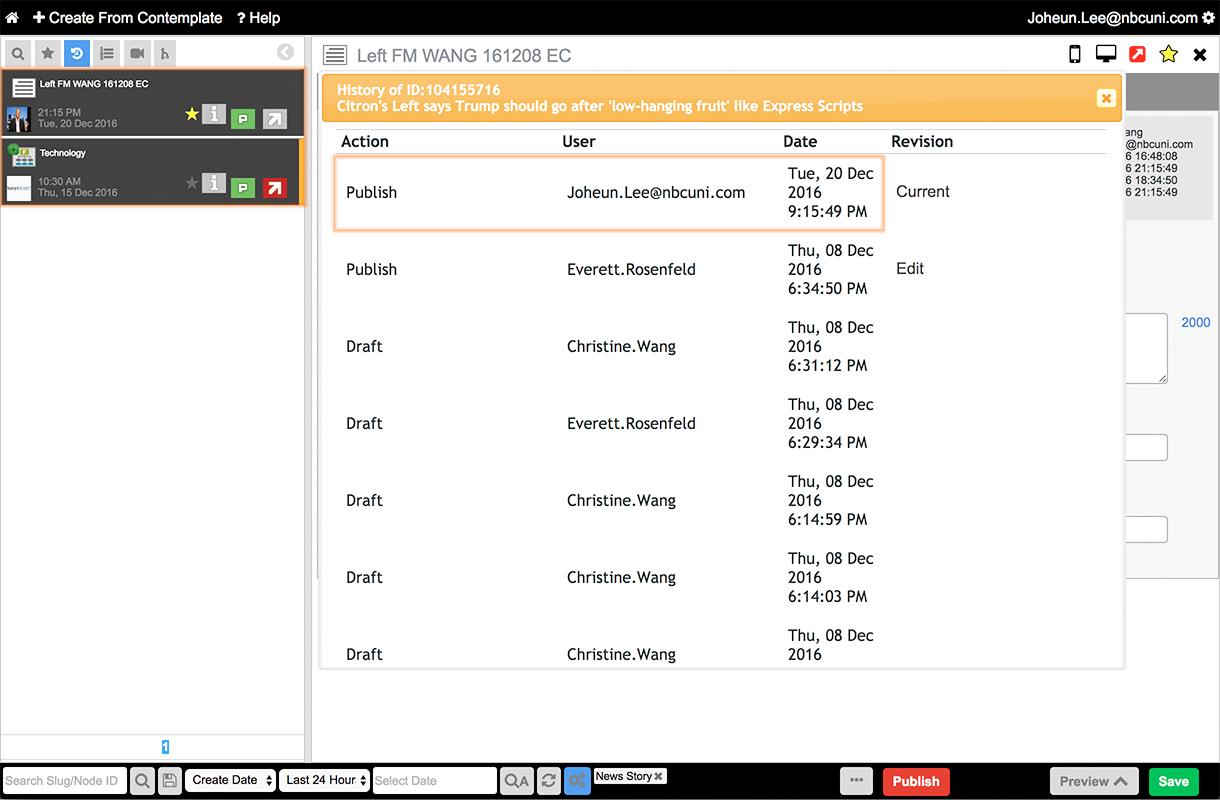 Create From Contemplate ? Help Joheun.Lee@nbcuni.com
Left FM WANG 161208 EC
Left FM WANG 161208 EC
21:15 PM
Tue, 20 Dec 2016
Technology
10:30 AM
Thu, 15 Dec 2016
History of ID:104155716
Citron's Left says Trump should go after 'low-hanging fruit' like Express Scripts
Action User Date Revision
Publish Joheun.Lee@nbcuni.com Tue, 20 Dec
2016
9:15:49 PM Current
Publish Everett.Rosenfeld Thu, 08 Dec
2016
6:34:50 PM Edit
Draft Christine.Wang Thu, 08 Dec
2016
6:31:12 PM
Draft Everett.Rosenfeld Thu, 08 Dec
2016
6:29:34 PM
Draft Christine.Wang Thu, 08 Dec
2016
6:14:59 PM
Draft Christine.Wang Thu, 08 Dec
2016
6:14:03 PM
Draft Christine.Wang Thu, 08 Dec
2016
ang
@nbcuni.com
6 16:48:08
6 21:15:49
6 18:34:50
6 21:15:49
2000
1
Search Slug/Node ID Create Date Last 24 Hour Select Date A News Story ... Publish Preview Save